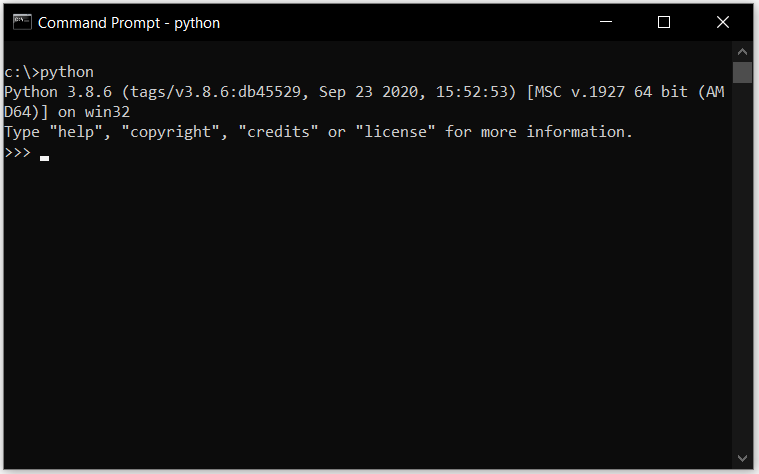 Command Prompt - python
c:\>python
Python 3.8.6 (tags/v3.8.6:db45529, Sep 23 2020, 15:52:53) [MSC v.1927 64 bit (AM
D64)] on win32
Type "help", "copyright", "credits" or "license" for more information.
>>>